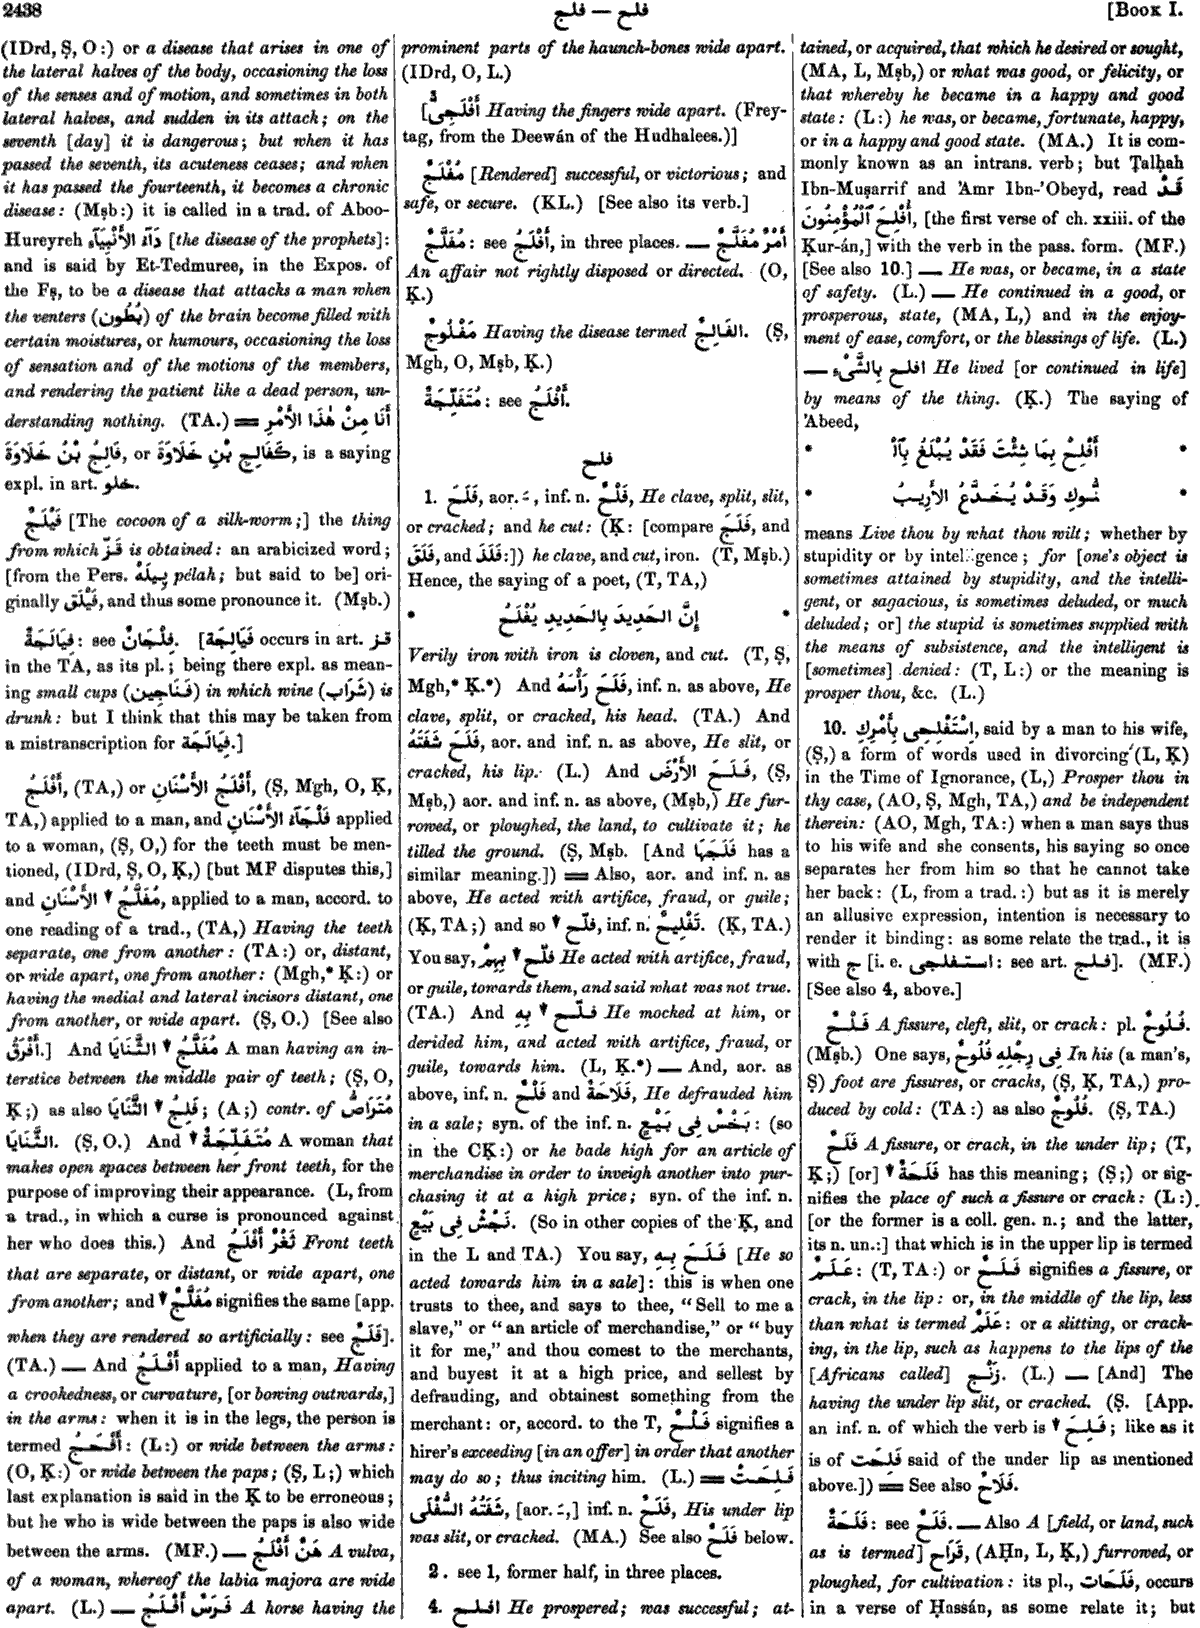 2438
فلج — فلح
[BOOK I.
(IDrd, Ṣ, O:) or a disease that arises in one of
the lateral halves of the body, occasioning the loss
of the senses and of motion, and sometimes in both
lateral halves, and sudden in its attack; on the
seventh [day] it is dangerous; but when it has
passed the seventh, its acuteness ceases; and when
it has passed the fourteenth, it becomes a chronic
disease: (Mṣb:) it is called in a trad. of Aboo-
Hureyreh دَآءُ الأَنْبِيَآءِ [the disease of the prophets]:
and is said by Et-Tedmuree, in the Expos. of
the Fṣ, to be a disease that attacks a man when
the venters (بُطُون) of the brain become filled with
certain moistures, or humours, occasioning the loss
of sensation and of the motions of the members,
and rendering the patient like a dead person, un-
derstanding nothing. (TA.) ＝ أَنَا مِنْ هٰذَا الأَمْرِ
فَالِجُ بْنُ خَلَاوَةَ, or كَفَالِجِ بْنِ خَلَاوَةَ, is a saying
expl. in art. خلو.
فَيْلَجٌ [The cocoon of a silk-worm;] the thing
from which قَزّ is obtained: an arabicized word;
[from the Pers. پِيلَهْ pélah; but said to be] ori-
ginally فَيْلَق, and thus some pronounce it. (Mṣb.)
فِيَالَجَةٌ: see فِلْجَانٌ. [فَيَالِجَة occurs in art. قز
in the TA, as its pl.; being there expl. as mean-
ing small cups (فَنَاجِين) in which wine (شَرَاب) is
drunk: but I think that this may be taken from
a mistranscription for فِيَالَجَة.]
أَفْلَجُ, (TA,) or أَفْلَجُ الأَسْنَانِ, (Ṣ, Mgh, O, Ḳ,
TA,) applied to a man, and فَلْجَآءُ الأَسْنَانِ applied
to a woman, (Ṣ, O,) for the teeth must be men-
tioned, (IDrd, Ṣ, O, Ḳ,) [but MF disputes this,]
and مُفَلَّجُ ▾ الأَسْنَانِ, applied to a man, accord. to
one reading of a trad., (TA,) Having the teeth
separate, one from another: (TA:) or, distant,
or wide apart, one from another: (Mgh,* Ḳ:) or
having the medial and lateral incisors distant, one
from another, or wide apart. (Ṣ, O.) [See also
أَفْرَقُ.] And مُفَلَّجُ ▾ الثَّنَايَا A man having an in-
terstice between the middle pair of teeth; (Ṣ, O,
Ḳ;) as also فَلِجُ ▾ الثَّنَايَا; (A;) contr. of مُتَرَاصُّ
الثَّنَايَا. (Ṣ, O.) And مُتَفَلِّجَةٌ ▾ A woman that
makes open spaces between her front teeth, for the
purpose of improving their appearance. (L, from
a trad., in which a curse is pronounced against
her who does this.) And ثَغْرٌ أَفْلَجُ Front teeth
that are separate, or distant, or wide apart, one
from another; and مُفَلَّجٌ ▾ signifies the same [app.
when they are rendered so artificially: see فَلَجَ].
(TA.) — And أَفْلَجُ applied to a man, Having
a crookedness, or curvature, [or bowing outwards,]
in the arms: when it is in the legs, the person is
termed أَفْحَجُ: (L:) or wide between the arms:
(O, Ḳ:) or wide between the paps; (Ṣ, L;) which
last explanation is said in the Ḳ to be erroneous;
but he who is wide between the paps is also wide
between the arms. (MF.) — هَنٌ أَفْلَجُ A vulva,
of a woman, whereof the labia majora are wide
apart. (L.) — فَرَسٌ أَفْلَجُ A horse having the
prominent parts of the haunch-bones wide apart.
(IDrd, O, L.)
[أَفْلَجِىٌّ Having the fingers wide apart. (Frey-
tag, from the Deewán of the Hudhalees.)]
مُفْلَجٌ [Rendered] successful, or victorious; and
safe, or secure. (KL.) [See also its verb.]
مُفَلَّجٌ: see أَفْلَجُ, in three places. — أَمْرٌ مُفَلَّجٌ
An affair not rightly disposed or directed. (O,
Ḳ.)
مَفْلُوجٌ Having the disease termed الفَالِجُ. (Ṣ,
Mgh, O, Mṣb, Ḳ.)
مُتَفَلِّجَةٌ: see أَفْلَجُ.
فلح
1. فَلَحَ, aor. ـَ, inf. n. فَلْحٌ, He clave, split, slit,
or cracked; and he cut: (Ḳ: [compare فَلَجَ, and
فَلَقَ, and فَلَذَ:]) he clave, and cut, iron. (T, Mṣb.)
Hence, the saying of a poet, (T, TA,)
* إِنَّ الحَدِيدَ بِالحَدِيدِ يُفْلَحُ *
Verily iron with iron is cloven, and cut. (T, Ṣ,
Mgh,* Ḳ.*) And فَلَحَ رَأْسَهُ, inf. n. as above, He
clave, split, or cracked, his head. (TA.) And
فَلَحَ شَفَتَهُ, aor. and inf. n. as above, He slit, or
cracked, his lip. (L.) And فَلَحَ الأَرْضَ, (Ṣ,
Mṣb,) aor. and inf. n. as above, (Mṣb,) He fur-
rowed, or ploughed, the land, to cultivate it; he
tilled the ground. (Ṣ, Mṣb. [And فَلَجَهَا has a
similar meaning.]) ＝ Also, aor. and inf. n. as
above, He acted with artifice, fraud, or guile;
(Ḳ, TA;) and so ▾ فلّح, inf. n. تَفْلِيحٌ. (Ḳ, TA.)
You say, فلّح ▾ بِهِمْ He acted with artifice, fraud,
or guile, towards them, and said what was not true.
(TA.) And فلّح ▾ بِهِ He mocked at him, or
derided him, and acted with artifice, fraud, or
guile, towards him. (L, Ḳ.*) — And, aor. as
above, inf. n. فَلْحٌ and فَلَاحَةٌ, He defrauded him
in a sale; syn. of the inf. n. بَخْسٌ فِى بَيْعٍ: (so
in the CḲ:) or he bade high for an article of
merchandise in order to inveigh another into pur-
chasing it at a high price; syn. of the inf. n.
نَجْشٌ فِى بَيْعٍ. (So in other copies of the Ḳ, and
in the L and TA.) You say, فَلَحَ بِهِ [He so
acted towards him in a sale]: this is when one
trusts to thee, and says to thee, "Sell to me a
slave," or "an article of merchandise," or "buy
it for me," and thou comest to the merchants,
and buyest it at a high price, and sellest by
defrauding, and obtainest something from the
merchant: or, accord. to the T, فَلْحٌ signifies a
hirer's exceeding [in an offer] in order that another
may do so; thus inciting him. (L.) ＝ فَلِحَتْ
شَفَتُهُ السُّفْلَى, [aor. ـَ,] inf. n. فَلَحٌ, His under lip
was slit, or cracked. (MA.) See also فَلَحٌ below.
2. see 1, former half, in three places.
4. افلح He prospered; was successful; at-
tained, or acquired, that which he desired or sought,
(MA, L, Mṣb,) or what was good, or felicity, or
that whereby he became in a happy and good
state: (L:) he was, or became, fortunate, happy,
or in a happy and good state. (MA.) It is com-
monly known as an intrans. verb; but Ṭalḥah
Ibn-Muṣarrif and 'Amr Ibn-'Obeyd, read قَدْ
أُفْلِحَ ٱلْمُؤْمِنُونَ, [the first verse of ch. xxiii. of the
Ḳur-án,] with the verb in the pass. form. (MF.)
[See also 10.] — He was, or became, in a state
of safety. (L.) — He continued in a good, or
prosperous, state, (MA, L,) and in the enjoy-
ment of ease, comfort, or the blessings of life. (L.)
— افلح بِالشَّىْءِ He lived [or continued in life]
by means of the thing. (Ḳ.) The saying of
'Abeed,
* أَفْلِحْ بِمَا شِئْتَ فَقَدْ يُبْلَغُ بِٱلْ *
* نُّوكِ وَقَدْ يُخَدَّعُ الأَرِيبُ *
means Live thou by what thou wilt; whether by
stupidity or by intelligence; for [one's object is
sometimes attained by stupidity, and the intelli-
gent, or sagacious, is sometimes deluded, or much
deluded; or] the stupid is sometimes supplied with
the means of subsistence, and the intelligent is
[sometimes] denied: (T, L:) or the meaning is
prosper thou, &c. (L.)
10. اِسْتَفْلِحِى بِأَمْرِكِ, said by a man to his wife,
(Ṣ,) a form of words used in divorcing (L, Ḳ)
in the Time of Ignorance, (L,) Prosper thou in
thy case, (AO, Ṣ, Mgh, TA,) and be independent
therein: (AO, Mgh, TA:) when a man says thus
to his wife and she consents, his saying so once
separates her from him so that he cannot take
her back: (L, from a trad.:) but as it is merely
an allusive expression, intention is necessary to
render it binding: as some relate the trad., it is
with ج [i. e. استفلجى: see art. فلج]. (MF.)
[See also 4, above.]
فَلْحٌ A fissure, cleft, slit, or crack: pl. فُلُوحٌ.
(Mṣb.) One says, فِى رِجْلِهِ فُلُوحٌ In his (a man's,
Ṣ) foot are fissures, or cracks, (Ṣ, Ḳ, TA,) pro-
duced by cold: (TA:) as also فُلُوجٌ. (Ṣ, TA.)
فَلَحٌ A fissure, or crack, in the under lip; (T,
Ḳ;) [or] ▾ فَلَحَةٌ has this meaning; (Ṣ;) or sig-
nifies the place of such a fissure or crack: (L:)
[or the former is a coll. gen. n.; and the latter,
its n. un.:] that which is in the upper lip is termed
عَلَمٌ: (T, TA:) or فَلَحٌ signifies a fissure, or
crack, in the lip: or, in the middle of the lip, less
than what is termed عَلَمٌ: or a slitting, or crack-
ing, in the lip, such as happens to the lips of the
[Africans called] زَنْج. (L.) — [And] The
having the under lip slit, or cracked. (Ṣ. [App.
an inf. n. of which the verb is ▾ فَلِحَ; like as it
is of فَلِحَت said of the under lip as mentioned
above.]) ＝ See also فَلَاحٌ.
فَلَحَةٌ: see فَلَحٌ. — Also A [field, or land, such
as is termed] قَرَاح, (AḤn, L, Ḳ,) furrowed, or
ploughed, for cultivation: its pl., فَلَحَات, occurs
in a verse of Ḥassán, as some relate it; but